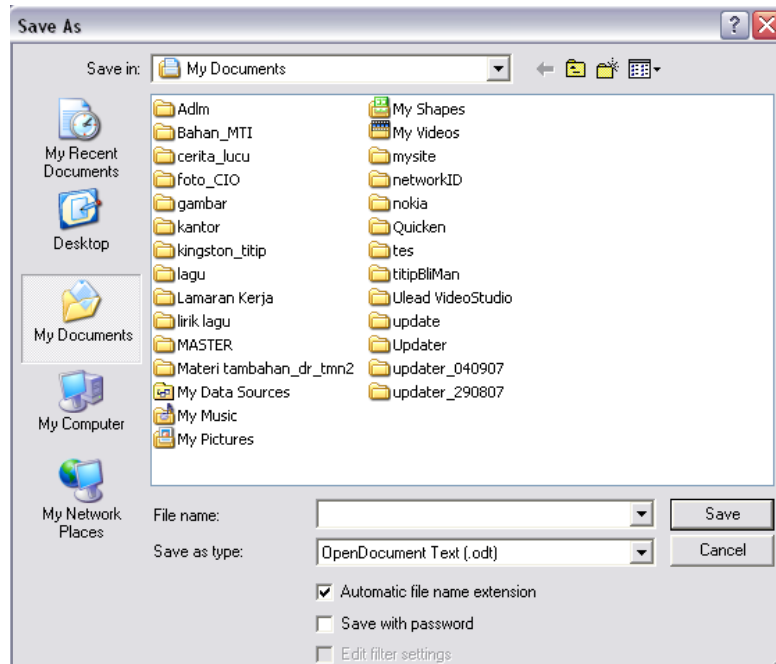 Save As
Save in:
My Documents
My Recent
Documents
Desktop
My Documents
My Computer
My Network
Places
Adlm
Bahan_MTI
cerita_lucu
foto_CIO
gambar
kantor
kingston_titip
lagu
Lamaran Kerja
lirik lagu
MASTER
Materi tambahan_dr_tmn2
My Data Sources
My Music
My Pictures
My Shapes
My Videos
mysite
networkID
nokia
Quicken
tes
titipBliMan
Ulead VideoStudio
update
Updater
updater_040907
updater_290807
File name:
Save
Save as type:
OpenDocument Text (.odt)
Cancel
Automatic file name extension
Save with password
Edit filter settings